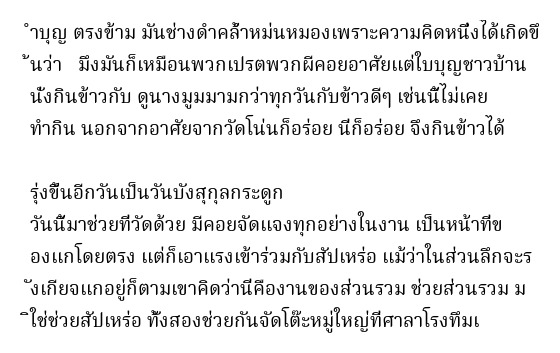 ำบุญ ตรงข้าม มันช่างดำคล้ำหม่นหมองเพราะความคิดหนึ่งได้เกิดขึ
้นว่า   มึงมันก็เหมือนพวกเปรตพวกผีคอยอาศัยแต่ใบบุญชาวบ้าน
นั่งกินข้าวกับ ดูนางมูมมามกว่าทุกวันกับข้าวดีๆ เช่นนี้ไม่เคย
ทำกิน นอกจากอาศัยจากวัดโน่นก็อร่อย นี่ก็อร่อย จึงกินข้าวได้
รุ่งขึ้นอีกวันเป็นวันบังสุกุลกระดูก
วันนี้มาช่วยที่วัดด้วย มีคอยจัดแจงทุกอย่างในงาน เป็นหน้าที่ข
องแกโดยตรง แต่ก็เอาแรงเข้าร่วมกับสัปเหร่อ แม้ว่าในส่วนลึกจะร
ังเกียจแกอยู่ก็ตามเขาคิดว่านี่คืองานของส่วนรวม ช่วยส่วนรวม ม
ิใช่ช่วยสัปเหร่อ ทั้งสองช่วยกันจัดโต๊ะหมู่ใหญ่ที่ศาลาโรงทึมเ